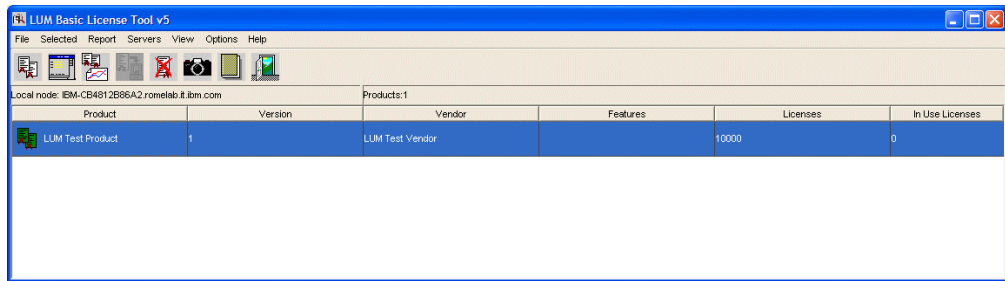 LUM Basic License Tool v5
File Selected Report Servers View Options Help
Local node: IBM-CB4812B86A2.romelab.it.ibm.com Products:1
Product Version Vendor Features Licenses In Use Licenses
LUM Test Product 1 LUM Test Vendor 10000 0